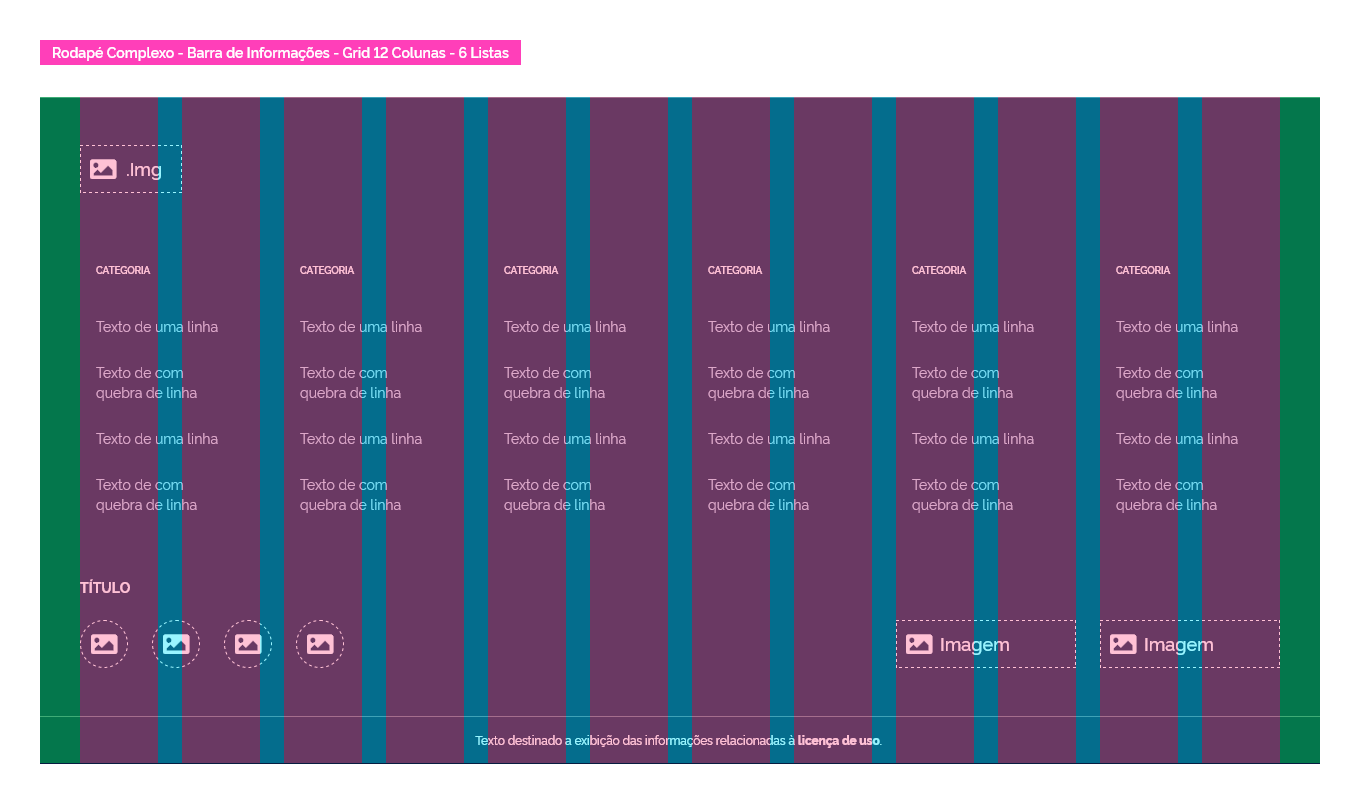 Rodapé Complexo - Barra de Informações - Grid 12 Colunas - 6 Listas
.Img
CATEGORIA
Texto de uma linha
Texto de com
quebra de linha
Texto de uma linha
Texto de com
quebra de linha
CATEGORIA
Texto de uma linha
Texto de com
quebra de linha
Texto de uma linha
Texto de com
quebra de linha
CATEGORIA
Texto de uma linha
Texto de com
quebra de linha
Texto de uma linha
Texto de com
quebra de linha
CATEGORIA
Texto de uma linha
Texto de com
quebra de linha
Texto de uma linha
Texto de com
quebra de linha
CATEGORIA
Texto de uma linha
Texto de com
quebra de linha
Texto de uma linha
Texto de com
quebra de linha
CATEGORIA
Texto de uma linha
Texto de com
quebra de linha
Texto de uma linha
Texto de com
quebra de linha
TÍTULO
Imagem
Imagem
Texto destinado a exibição das informações relacionadas à licença de uso.